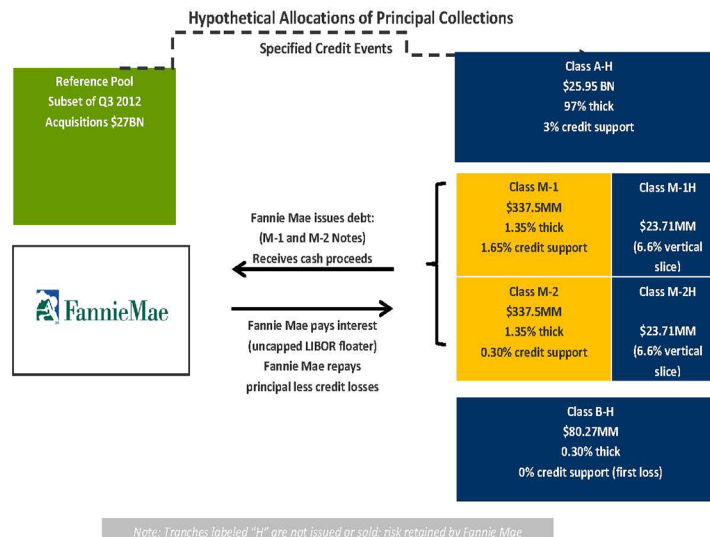 Hypothetical Allocations of Principal Collections
Specified Credit Events
Reference Pool
Subset of Q3 2012
Acquisitions $27BN
Class A-H
$25.95 BN
97% thick
3% credit support
Fannie Mae issues debt:
(M-1 and M-2 Notes)
Receives cash proceeds
Class M-1
$337.5MM
1.35% thick
1.65% credit support
Class M-1H
$23.71MM
(6.6% vertical
slice)
FannieMae
Fannie Mae pays interest
(uncapped LIBOR floater)
Fannie Mae repays
principal less credit losses
Class M-2
$337.5MM
1.35% thick
0.30% credit support
Class M-2H
$23.71MM
(6.6% vertical
slice)
Class B-H
$80.27MM
0.30% thick
0% credit support (first loss)
Note: Tranches labeled "H" are not issued or sold; risk retained by Fannie Mae